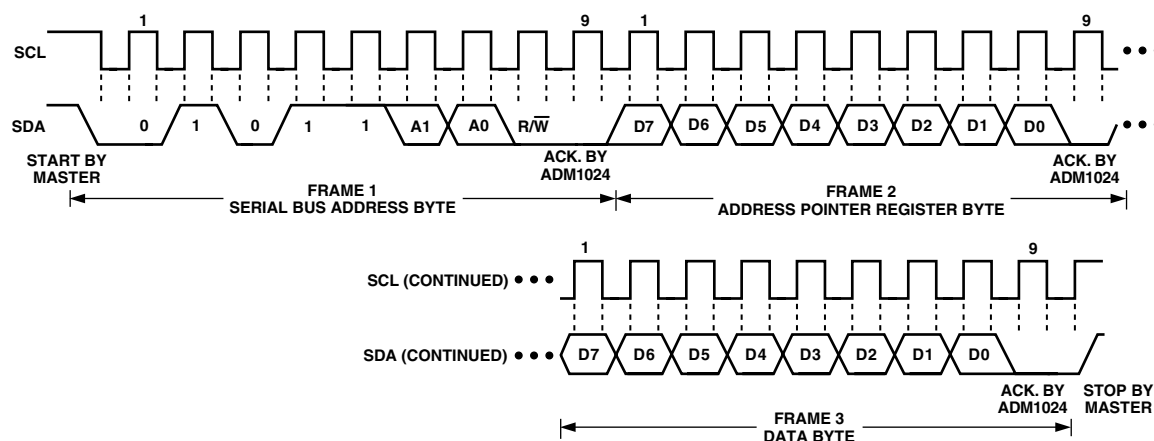 1 9 1 9
SCL
SDA 0 1 0 1 1 A1 A0 R/W̅ D7 D6 D5 D4 D3 D2 D1 D0
START BY
MASTER
ACK. BY
ADM1024
ACK. BY
ADM1024
FRAME 1
SERIAL BUS ADDRESS BYTE
FRAME 2
ADDRESS POINTER REGISTER BYTE
1 9
SCL (CONTINUED)
SDA (CONTINUED) D7 D6 D5 D4 D3 D2 D1 D0
ACK. BY
ADM1024
STOP BY
MASTER
FRAME 3
DATA BYTE